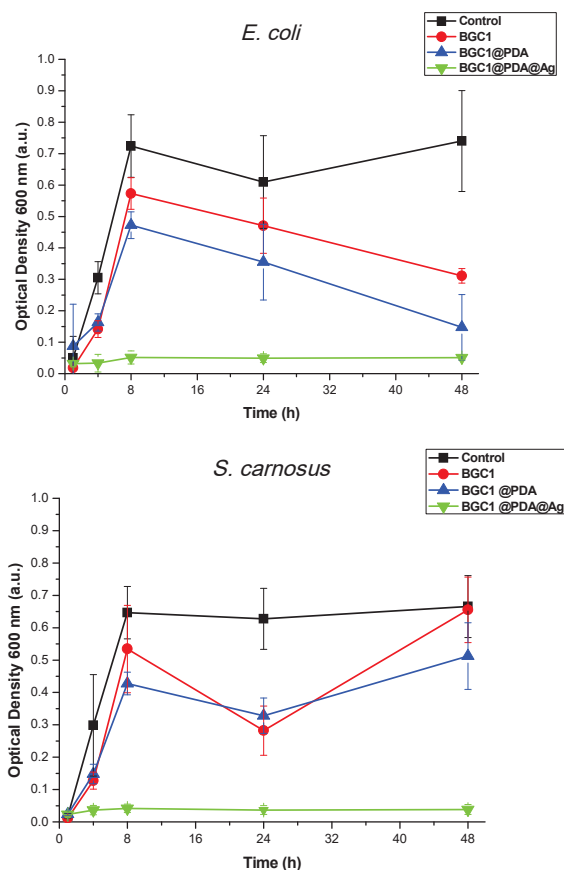 E. coli
Control
BGC1
BGC1@PDA
BGC1@PDA@Ag
Optical Density 600 nm (a.u.)
1.0
0.9
0.8
0.7
0.6
0.5
0.4
0.3
0.2
0.1
0.0
0 8 16 24 32 40 48
Time (h)
S. carnosus
Control
BGC1
BGC1 @PDA
BGC1 @PDA@Ag
Optical Density 600 nm (a.u.)
1.0
0.9
0.8
0.7
0.6
0.5
0.4
0.3
0.2
0.1
0.0
0 8 16 24 32 40 48
Time (h)